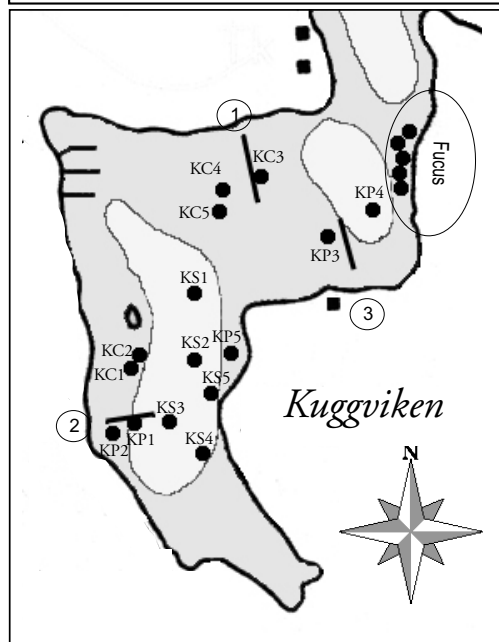 1
KC3
KC4
KC5
Fucus
KP4
KP3
KS1
3
KC2
KC1
KS2
KP5
KS5
Kuggviken
2
KP2
KP1
KS3
KS4
N